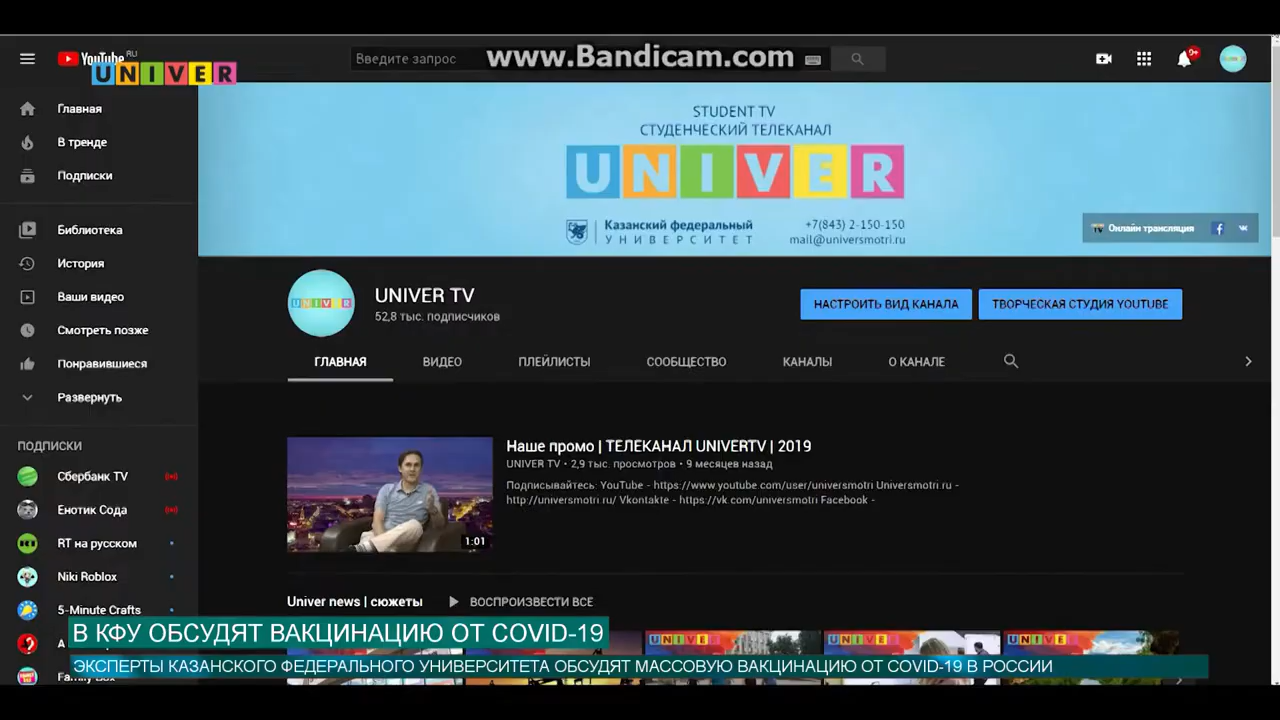 YouTube RU
UNIVER
Введите запрос
www.Bandicam.com
9+
Главная
В тренде
Подписки
Библиотека
История
Ваши видео
Смотреть позже
Понравившиеся
Развернуть
ПОДПИСКИ
Сбербанк TV
Енотик Сода
RT на русском
Niki Roblox
5-Minute Crafts
STUDENT TV
СТУДЕНЧЕСКИЙ ТЕЛЕКАНАЛ
UNIVER
Казанский федеральный
УНИВЕРСИТЕТ
+7(843) 2-150-150
mail@universmotri.ru
Онлайн трансляция
UNIVER
UNIVER TV
52,8 тыс. подписчиков
НАСТРОИТЬ ВИД КАНАЛА
ТВОРЧЕСКАЯ СТУДИЯ YOUTUBE
ГЛАВНАЯ
ВИДЕО
ПЛЕЙЛИСТЫ
СООБЩЕСТВО
КАНАЛЫ
О КАНАЛЕ
Наше промо | ТЕЛЕКАНАЛ UNIVERTV | 2019
UNIVER TV • 2,9 тыс. просмотров • 9 месяцев назад
Подписывайтесь: YouTube - https://www.youtube.com/user/universmotri Universmotri.ru -
http://universmotri.ru/ Vkontakte - https://vk.com/universmotri Facebook -
1:01
Univer news | сюжеты
ВОСПРОИЗВЕСТИ ВСЕ
UNIVER
UNIVER
UNIVER
В КФУ ОБСУДЯТ ВАКЦИНАЦИЮ ОТ COVID-19
ЭКСПЕРТЫ КАЗАНСКОГО ФЕДЕРАЛЬНОГО УНИВЕРСИТЕТА ОБСУДЯТ МАССОВУЮ ВАКЦИНАЦИЮ ОТ COVID-19 В РОССИИ